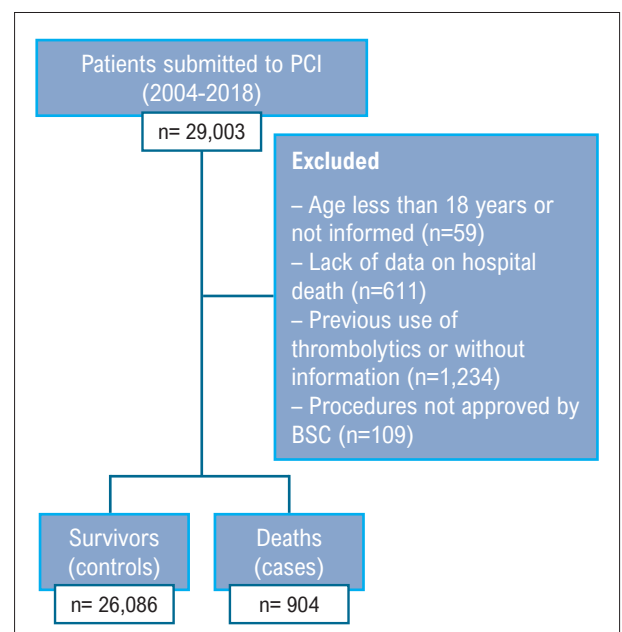 Patients submitted to PCI
(2004-2018)
n= 29,003
Excluded
– Age less than 18 years or
not informed (n=59)
– Lack of data on hospital
death (n=611)
– Previous use of
thrombolytics or without
information (n=1,234)
– Procedures not approved by
BSC (n=109)
Survivors
(controls)
n= 26,086
Deaths
(cases)
n= 904